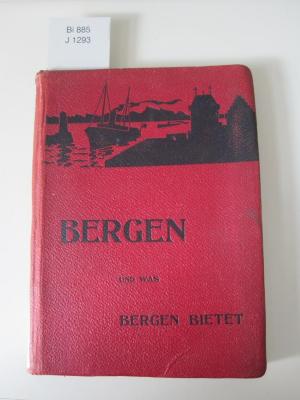 Bi 885
J 1293
BERGEN
UND WAS
BERGEN BIETET